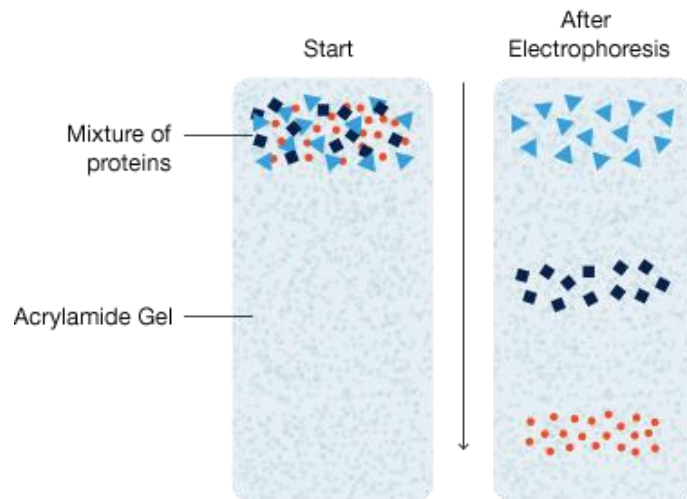 Start
After
Electrophoresis
Mixture of
proteins
Acrylamide Gel